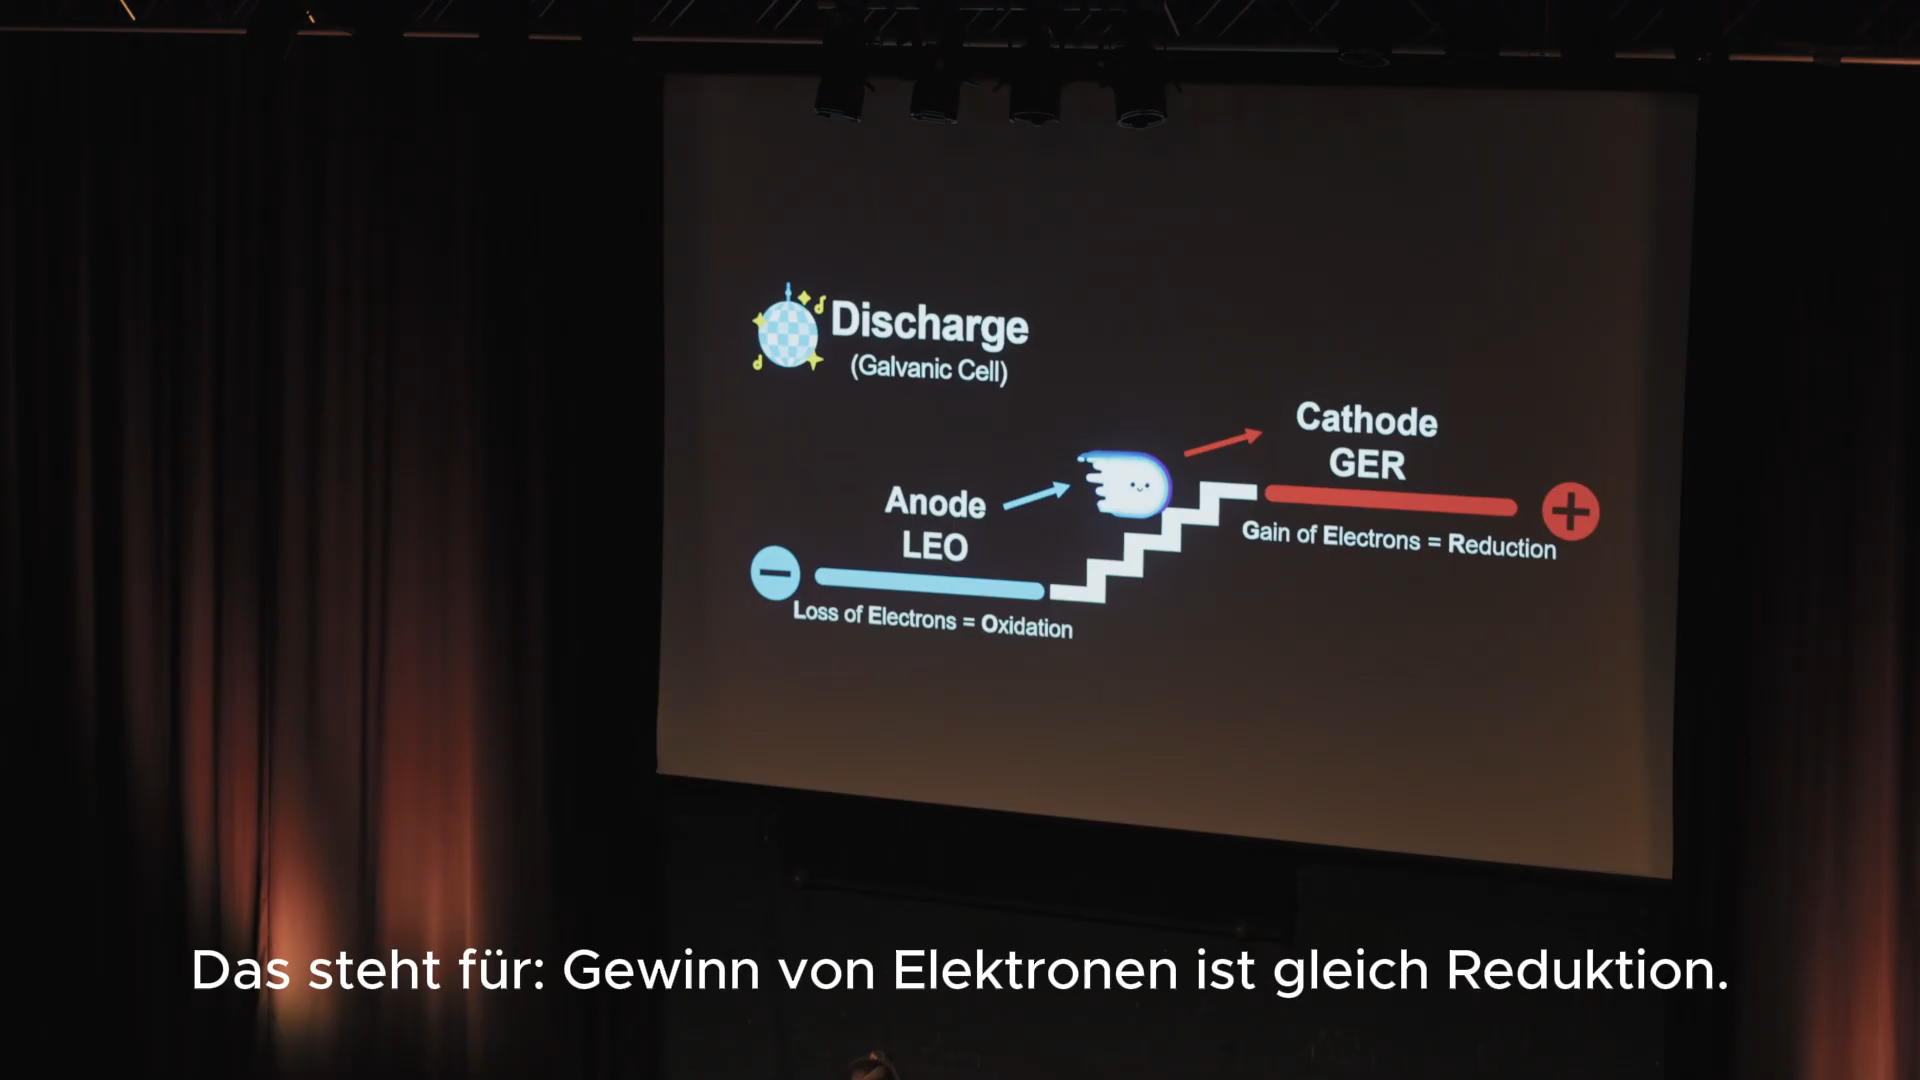 Discharge
(Galvanic Cell)
Cathode
GER
Anode
LEO
+
Gain of Electrons = Reduction
−
Loss of Electrons = Oxidation
Das steht für: Gewinn von Elektronen ist gleich Reduktion.